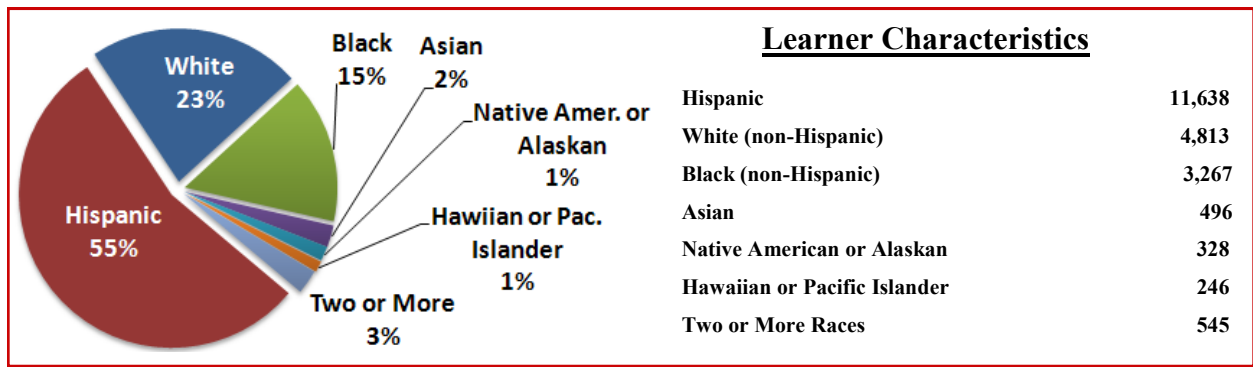 White
23%
Black
15%
Asian
2%
Native Amer. or
Alaskan
1%
Hawiian or Pac.
Islander
1%
Two or More
3%
Hispanic
55%
Learner Characteristics
Hispanic 11,638
White (non-Hispanic) 4,813
Black (non-Hispanic) 3,267
Asian 496
Native American or Alaskan 328
Hawaiian or Pacific Islander 246
Two or More Races 545